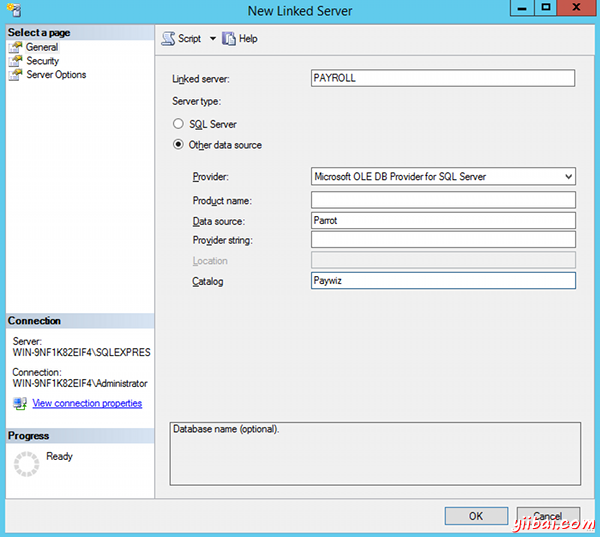 New Linked Server
Select a page
General
Security
Server Options
Script
Help
Linked server: PAYROLL
Server type:
SQL Server
Other data source
Provider: Microsoft OLE DB Provider for SQL Server
Product name:
Data source: Parrot
Provider string:
Location
Catalog Paywiz
Connection
Server:
WIN-9NF1K82EIF4\SQLEXPRES
Connection:
WIN-9NF1K82EIF4\Administrator
View connection properties
Progress
Ready
Database name (optional).
OK
Cancel
yiibai.com